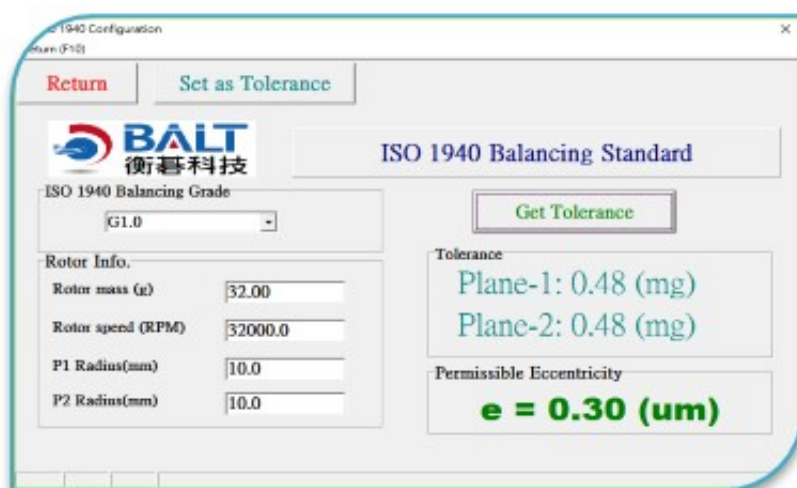 1940 Configuration
eturn (F10)
Return
Set as Tolerance
BALT
衡碁科技
ISO 1940 Balancing Standard
ISO 1940 Balancing Grade
G1.0
Get Tolerance
Rotor Info.
Rotor mass (g)
32.00
Rotor speed (RPM)
32000.0
P1 Radius(mm)
10.0
P2 Radius(mm)
10.0
Tolerance
Plane-1: 0.48 (mg)
Plane-2: 0.48 (mg)
Permissible Eccentricity
e = 0.30 (um)